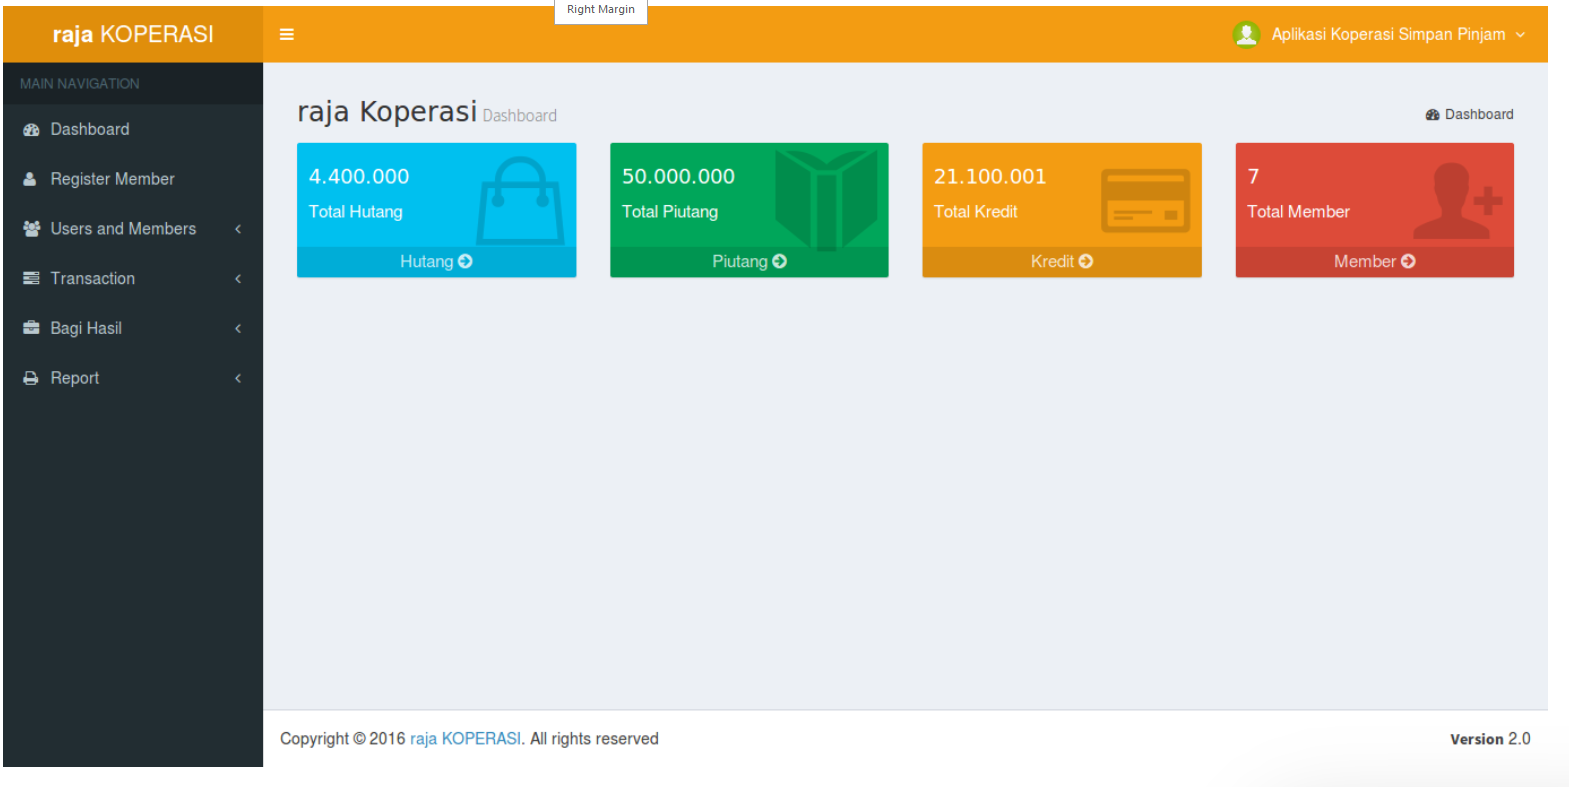 Right Margin
raja KOPERASI
Aplikasi Koperasi Simpan Pinjam
MAIN NAVIGATION
Dashboard
Register Member
Users and Members
Transaction
Bagi Hasil
Report
raja Koperasi Dashboard
Dashboard
4.400.000
Total Hutang
Hutang
50.000.000
Total Piutang
Piutang
21.100.001
Total Kredit
Kredit
7
Total Member
Member
Copyright © 2016 raja KOPERASI. All rights reserved
Version 2.0